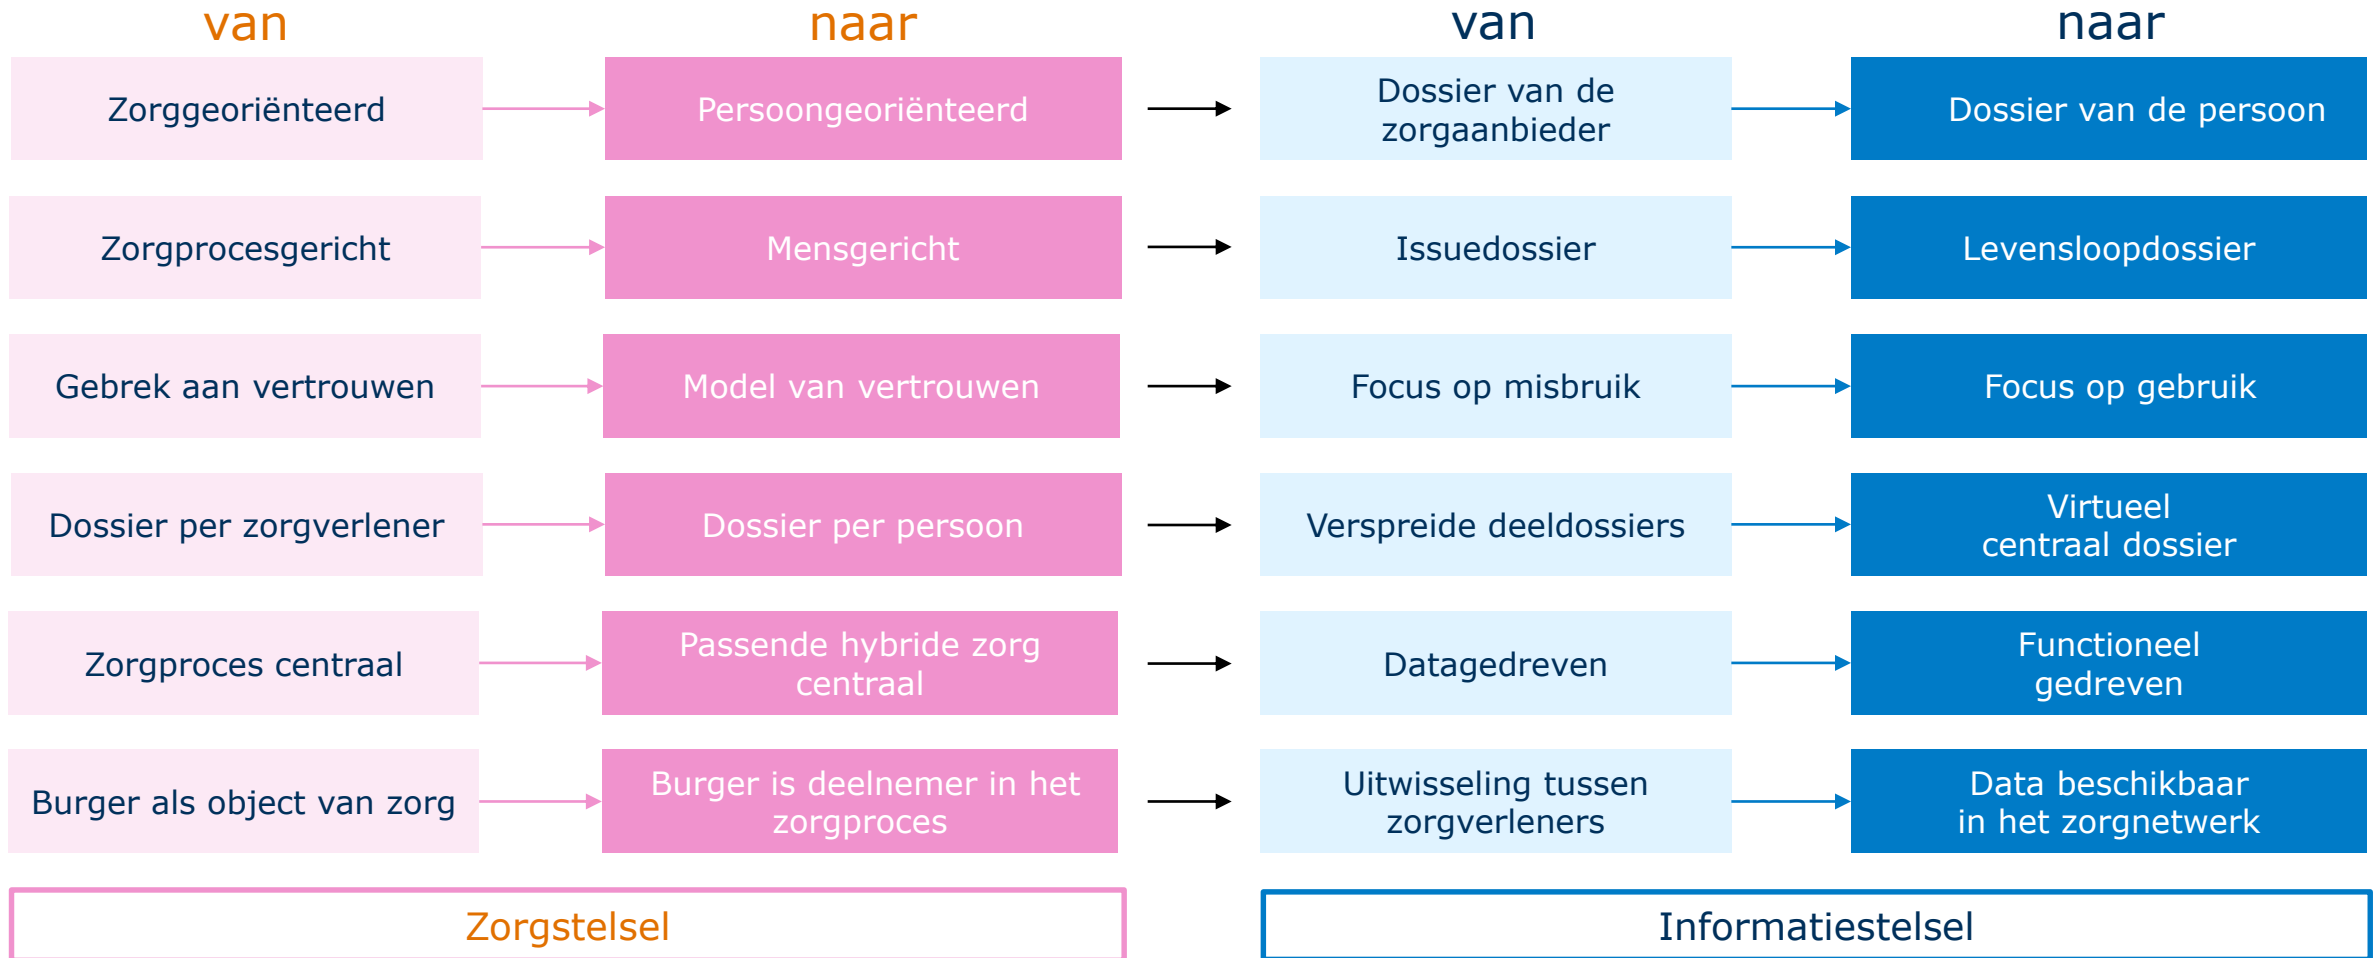 van
naar
van
naar
Zorggeoriënteerd
Persoongeoriënteerd
Dossier van de
zorgaanbieder
Dossier van de persoon
Zorgprocesgericht
Mensgericht
Issuedossier
Levensloopdossier
Gebrek aan vertrouwen
Model van vertrouwen
Focus op misbruik
Focus op gebruik
Dossier per zorgverlener
Dossier per persoon
Verspreide deeldossiers
Virtueel
centraal dossier
Zorgproces centraal
Passende hybride zorg
centraal
Datagedreven
Functioneel
gedreven
Burger als object van zorg
Burger is deelnemer in het
zorgproces
Uitwisseling tussen
zorgverleners
Data beschikbaar
in het zorgnetwerk
Zorgstelsel
Informatiestelsel